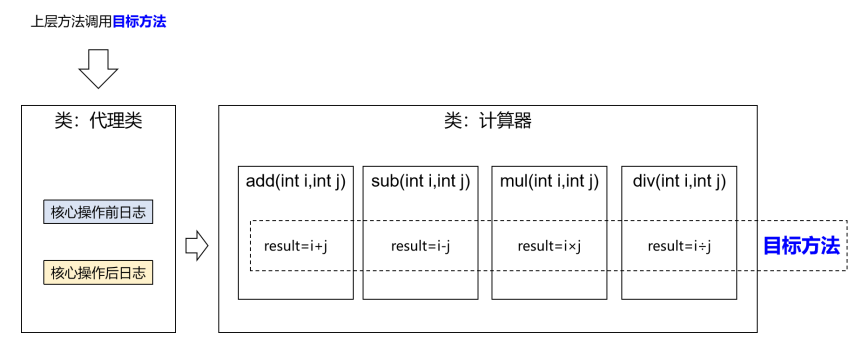 上层方法调用目标方法
类：代理类
核心操作前日志
核心操作后日志
类：计算器
add(int i,int j)
sub(int i,int j)
mul(int i,int j)
div(int i,int j)
result=i+j
result=i-j
result=i×j
result=i÷j
目标方法